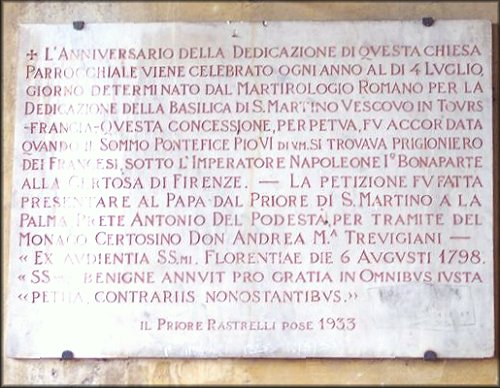 ✢ L'ANNIVERSARIO DELLA DEDICAZIONE DI QVESTA CHIESA
PARROCCHIALE VIENE CELEBRATO OGNI ANNO AL DI 4 LVGLIO,
GIORNO DETERMINATO DAL MARTIROLOGIO ROMANO PER LA
DEDICAZIONE DELLA BASILICA DI S. MARTINO VESCOVO IN TOVRS
-FRANCIA- QVESTA CONCESSIONE, PERPETVA, FV ACCORDATA
QVANDO IL SOMMO PONTEFICE PIO VI DI V.M. SI TROVAVA PRIGIONIERO
DEI FRANCESI, SOTTO L'IMPERATORE NAPOLEONE Iº BONAPARTE
ALLA CERTOSA DI FIRENZE. — LA PETIZIONE FV FATTA
PRESENTARE AL PAPA DAL PRIORE DI S. MARTINO A LA
PALMA, PRETE ANTONIO DEL PODESTA, PER TRAMITE DEL
MONACO CERTOSINO DON ANDREA M.ᴬ TREVIGIANI —
« EX AVDIENTIA SS.MI. FLORENTIAE DIE 6 AVGVSTI 1798.
« BENIGNE ANNVIT PRO GRATIA IN OMNIBVS IVSTA
« PETITA, CONTRARIIS NON OSTANTIBVS. »
IL PRIORE RASTRELLI POSE 1933